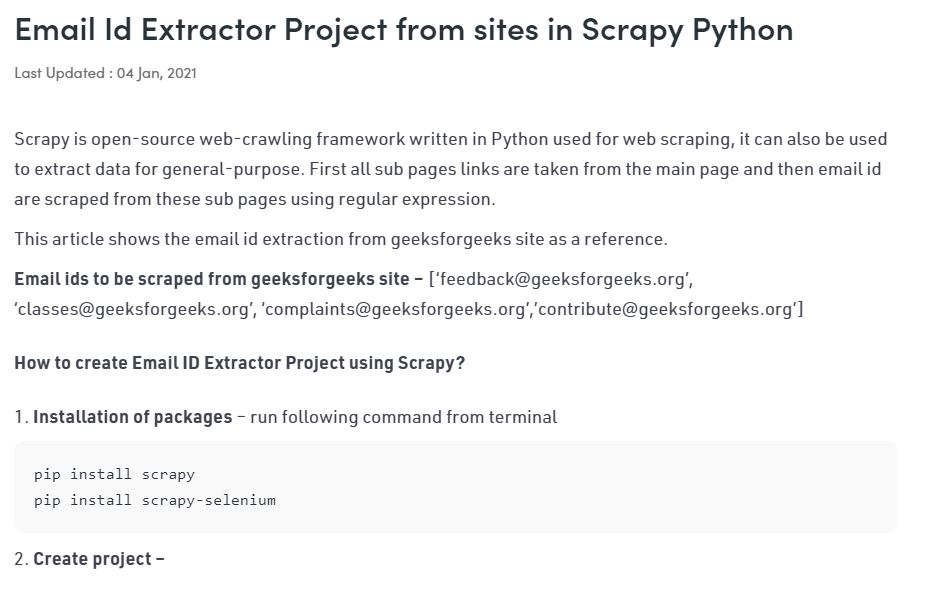 Email Id Extractor Project from sites in Scrapy Python
Last Updated : 04 Jan, 2021
Scrapy is open-source web-crawling framework written in Python used for web scraping, it can also be used
to extract data for general-purpose. First all sub pages links are taken from the main page and then email id
are scraped from these sub pages using regular expression.
This article shows the email id extraction from geeksforgeeks site as a reference.
Email ids to be scraped from geeksforgeeks site – [‘feedback@geeksforgeeks.org’,
‘classes@geeksforgeeks.org’, ‘complaints@geeksforgeeks.org’,’contribute@geeksforgeeks.org’]
How to create Email ID Extractor Project using Scrapy?
1. Installation of packages – run following command from terminal
pip install scrapy
pip install scrapy-selenium
2. Create project –